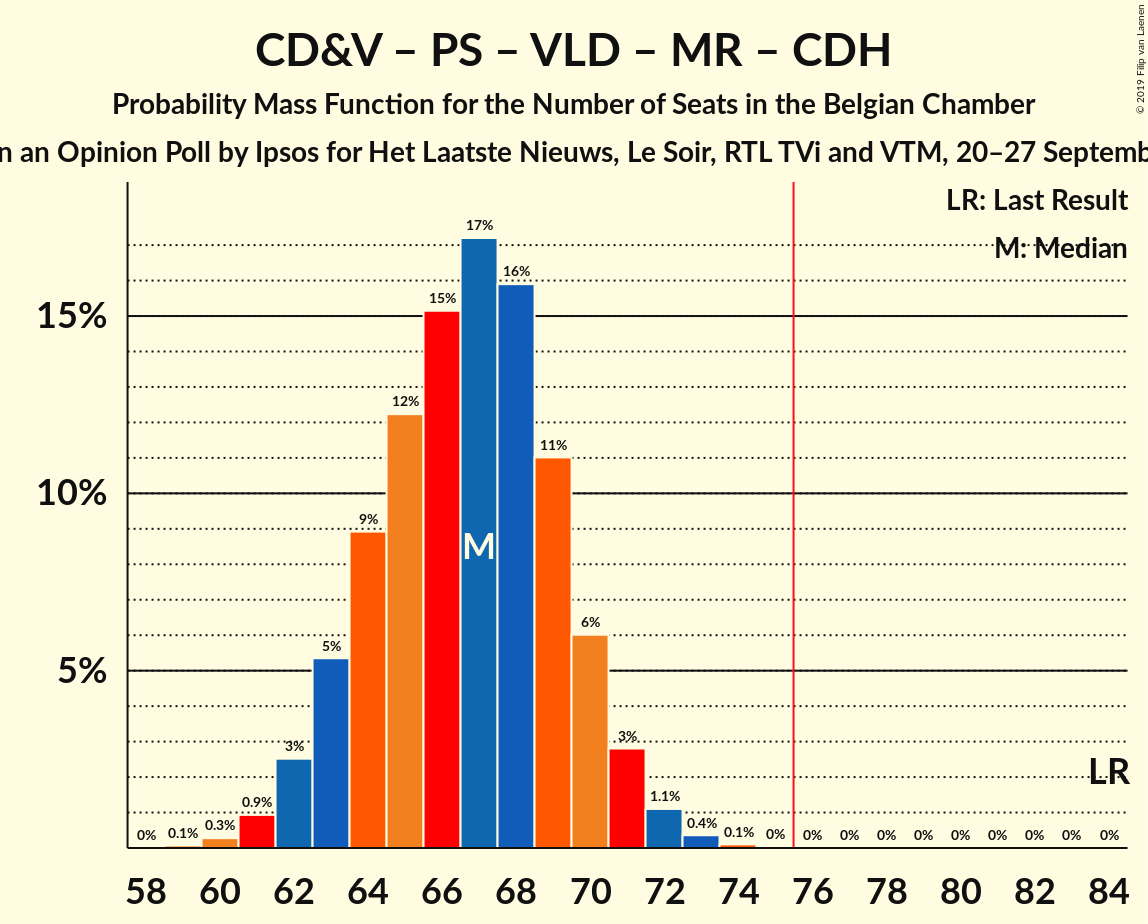 CD&V – PS – VLD – MR – CDH
Probability Mass Function for the Number of Seats in the Belgian Chamber
an Opinion Poll by Ipsos for Het Laatste Nieuws, Le Soir, RTL TVi and VTM, 20–27
© 2019 Filip van Laenen
LR: Last Result
M: Median
15%
10%
5%
0% 0.1% 0.3% 0.9% 3% 5% 9% 12% 15% 17% 16% 11% 6% 3% 1.1% 0.4% 0.1% 0% 0% 0% 0% 0% 0% 0% 0% 0% 0%
M
LR
58 60 62 64 66 68 70 72 74 76 78 80 82 84